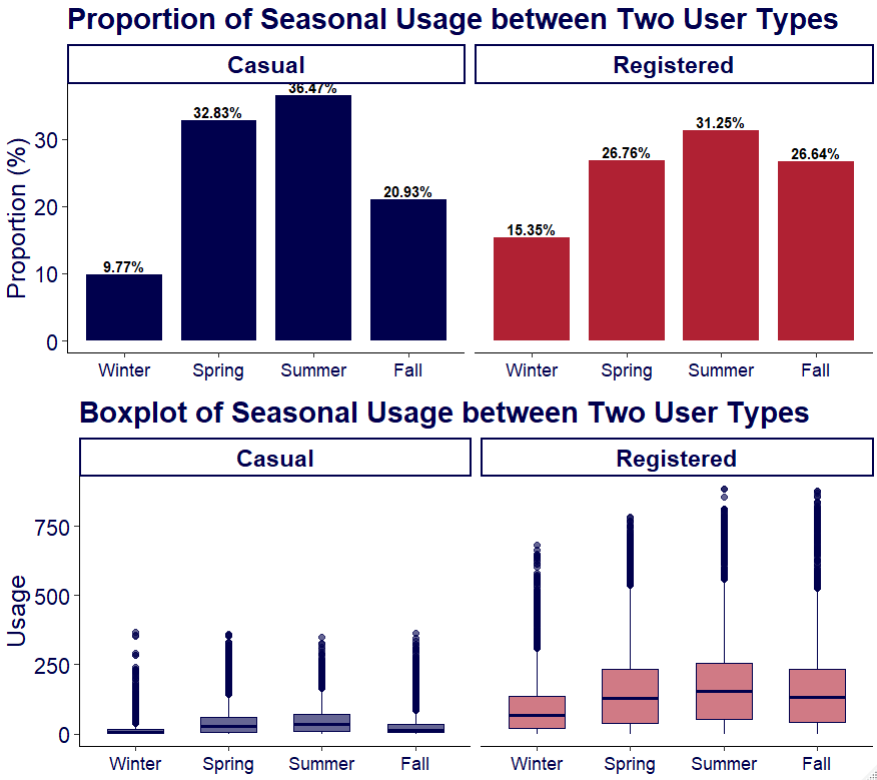 Proportion of Seasonal Usage between Two User Types
Casual
Registered
Proportion (%)
30
20
10
0
9.77%
32.83%
36.47%
20.93%
15.35%
26.76%
31.25%
26.64%
Winter Spring Summer Fall
Winter Spring Summer Fall
Boxplot of Seasonal Usage between Two User Types
Casual
Registered
Usage
750
500
250
0
Winter Spring Summer Fall
Winter Spring Summer Fall